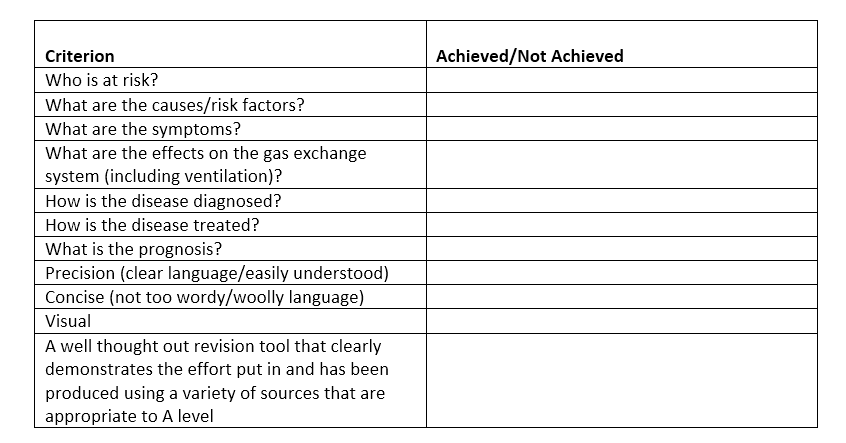 Criterion Achieved/Not Achieved
Who is at risk?
What are the causes/risk factors?
What are the symptoms?
What are the effects on the gas exchange
system (including ventilation)?
How is the disease diagnosed?
How is the disease treated?
What is the prognosis?
Precision (clear language/easily understood)
Concise (not too wordy/woolly language)
Visual
A well thought out revision tool that clearly
demonstrates the effort put in and has been
produced using a variety of sources that are
appropriate to A level